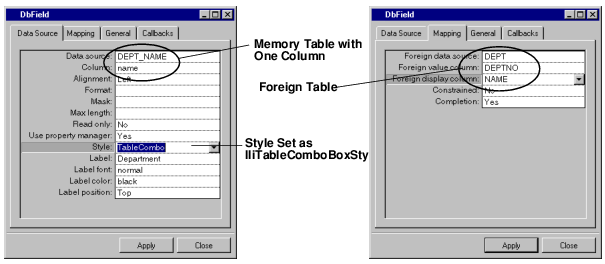 DbField
Data Source Mapping General Callbacks
Data source: DEPT_NAME
Column: name
Alignment: Left
Format:
Mask:
Max length:
Read only: No
Use property manager: Yes
Style: TableCombo
Label: Department
Label font: normal
Label color: black
Label position: Top
Apply Close
Memory Table with
One Column
Foreign Table
Style Set as
IliTableComboBoxSty
DbField
Data Source Mapping General Callbacks
Foreign data source: DEPT
Foreign value column: DEPTNO
Foreign display column: NAME
Constrained: No
Completion: Yes
Apply Close